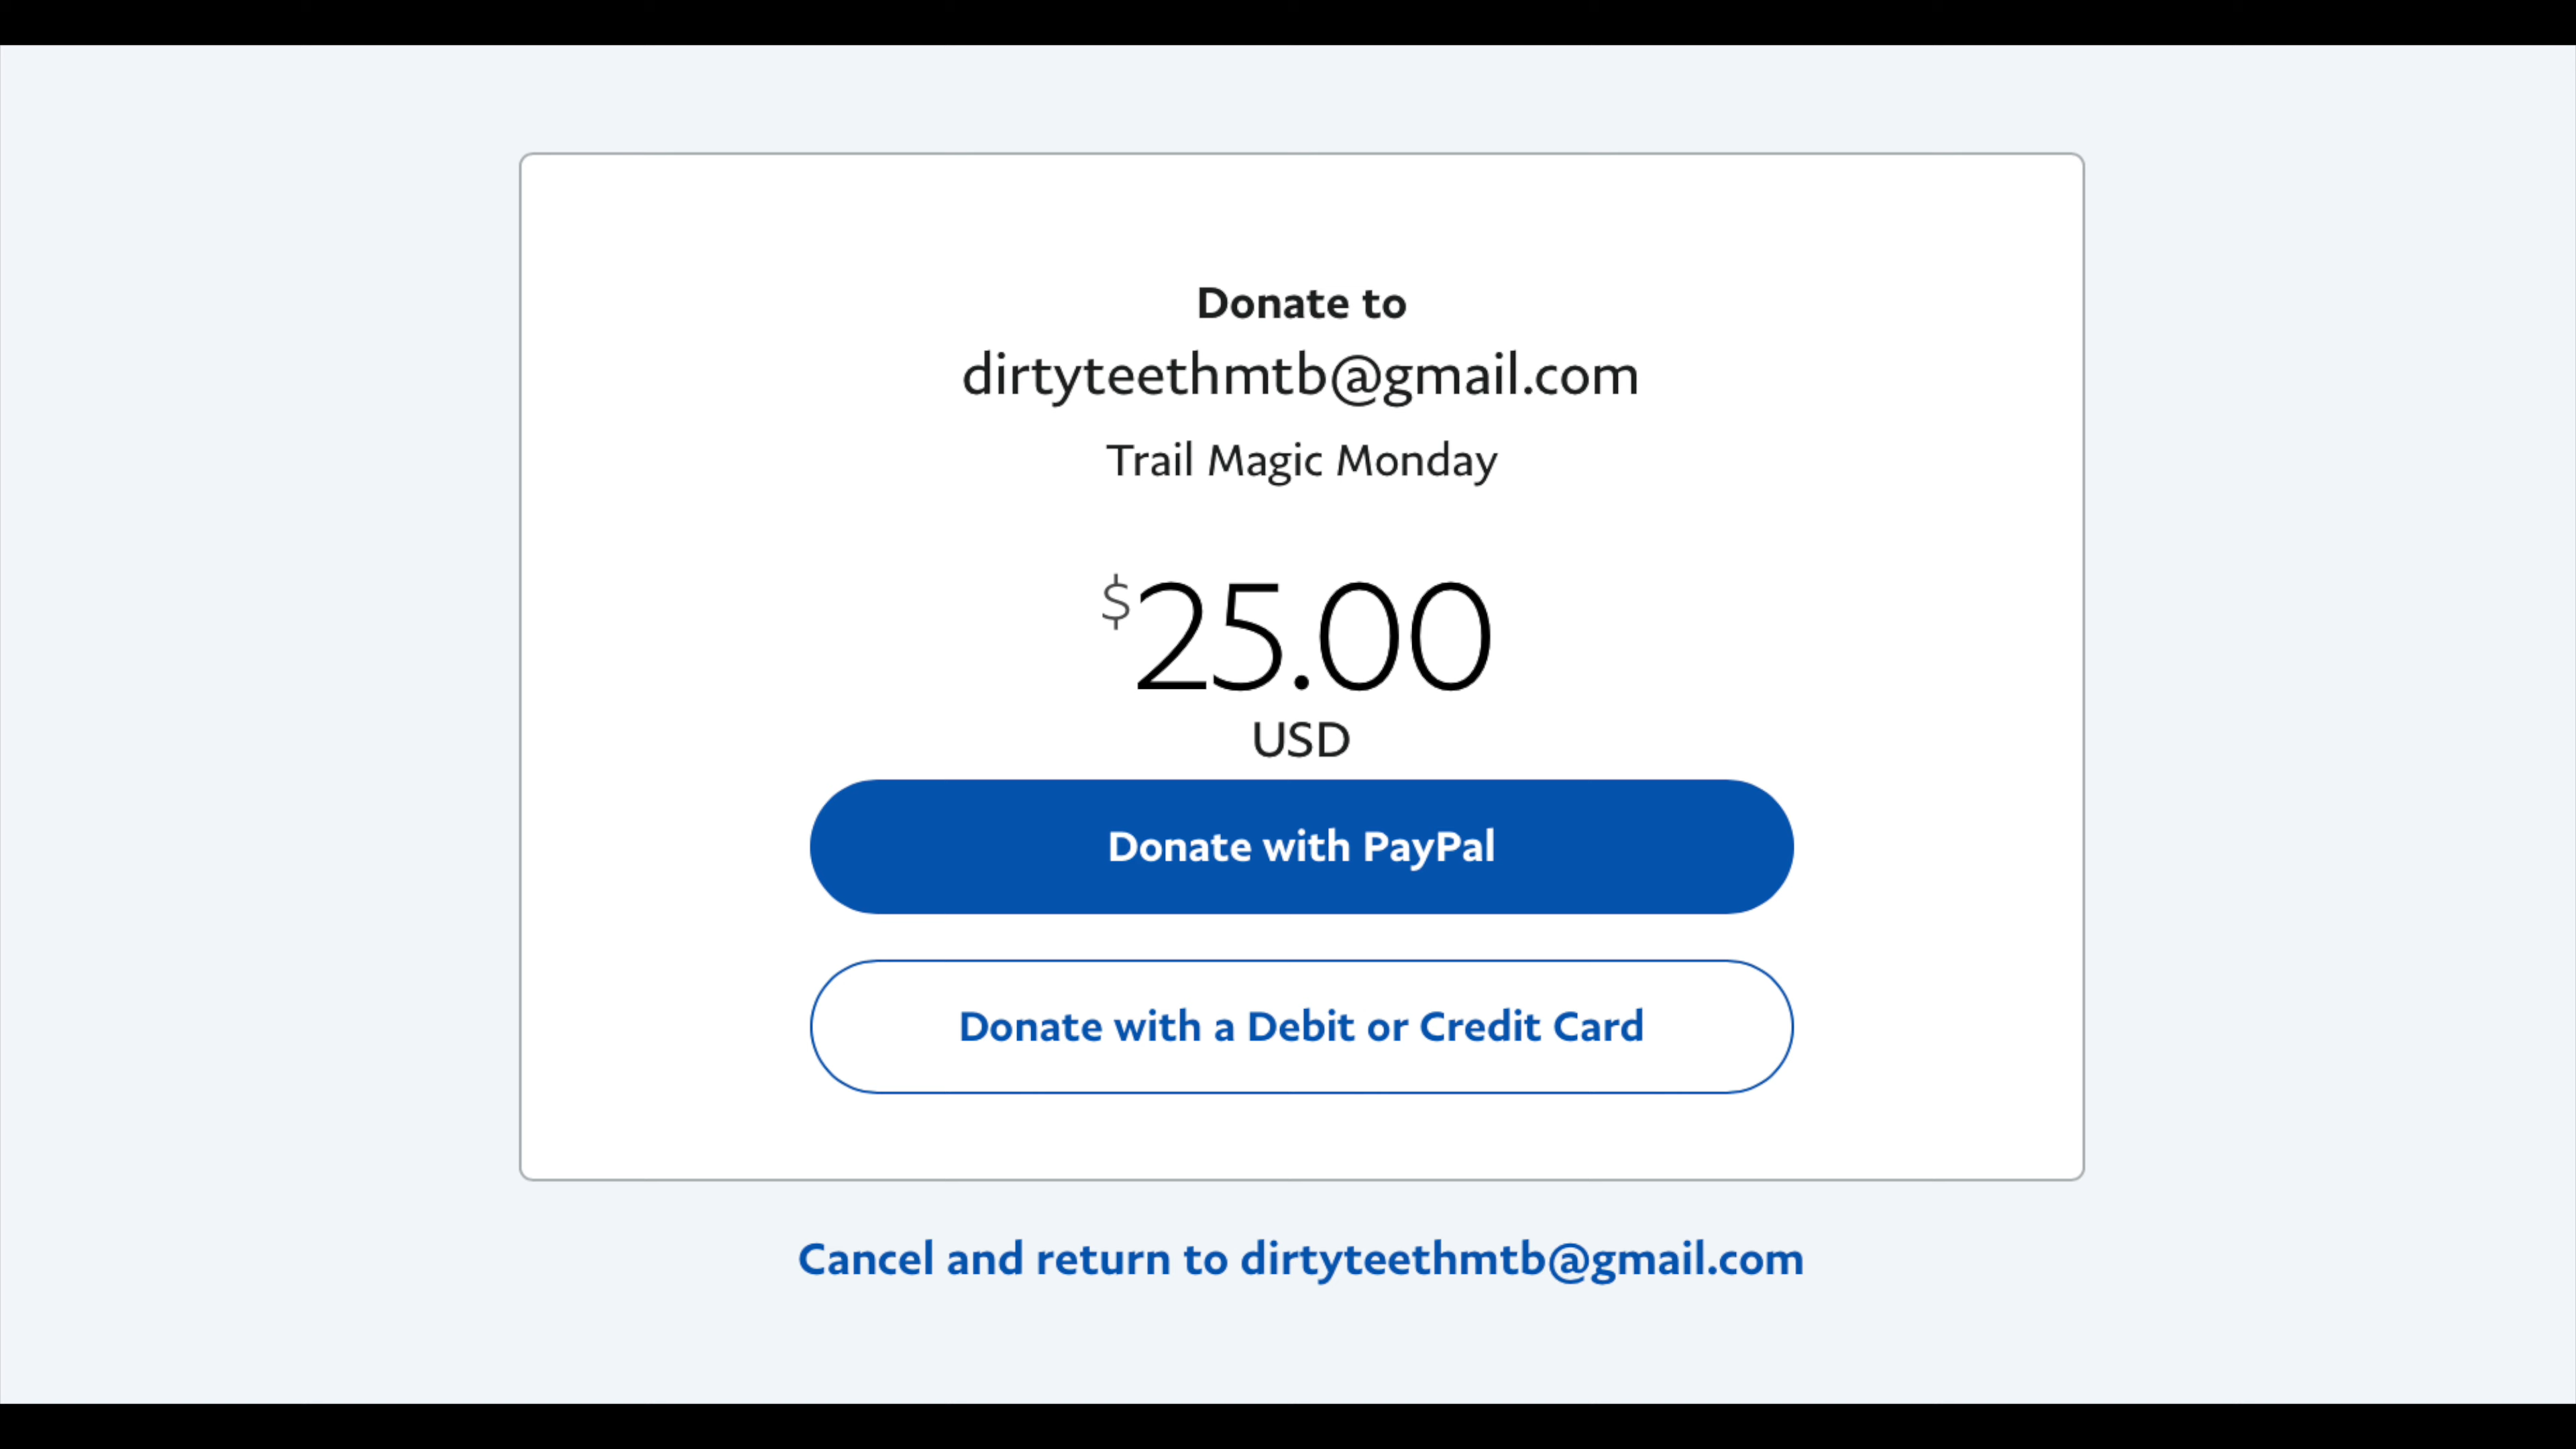 Donate to
dirtyteethmtb@gmail.com
Trail Magic Monday
$25.00
USD
Donate with PayPal
Donate with a Debit or Credit Card
Cancel and return to dirtyteethmtb@gmail.com